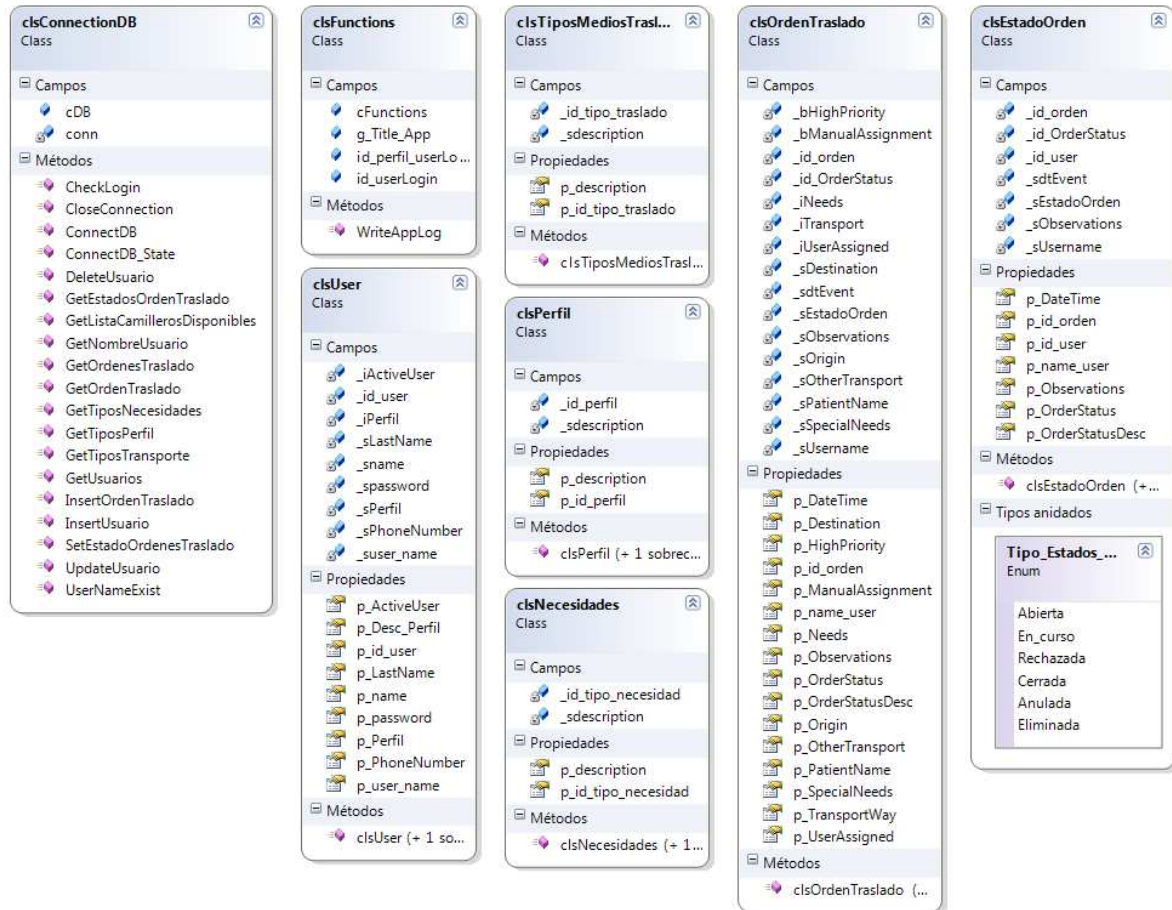 clsConnectionDB
Class
Campos
cDB
conn
Métodos
CheckLogin
CloseConnection
ConnectDB
ConnectDB_State
DeleteUsuario
GetEstadosOrdenTraslado
GetListaCamillerosDisponibles
GetNombreUsuario
GetOrdenesTraslado
GetOrdenTraslado
GetTiposNecesidades
GetTiposPerfil
GetTiposTransporte
GetUsuarios
InsertOrdenTraslado
InsertUsuario
SetEstadoOrdenesTraslado
UpdateUsuario
UserNameExist
clsFunctions
Class
Campos
cFunctions
g_Title_App
id_perfil_userLo...
id_userLogin
Métodos
WriteAppLog
clsUser
Class
Campos
_iActiveUser
_id_user
_iPerfil
_sLastName
_sname
_spassword
_sPerfil
_sPhoneNumber
_suser_name
Propiedades
p_ActiveUser
p_Desc_Perfil
p_id_user
p_LastName
p_name
p_password
p_Perfil
p_PhoneNumber
p_user_name
Métodos
clsUser (+ 1 so...
clsTiposMediosTrasl...
Class
Campos
_id_tipo_traslado
_sdescription
Propiedades
p_description
p_id_tipo_traslado
Métodos
clsTiposMediosTrasl...
clsPerfil
Class
Campos
_id_perfil
_sdescription
Propiedades
p_description
p_id_perfil
Métodos
clsPerfil (+ 1 sobrec...
clsNecesidades
Class
Campos
_id_tipo_necesidad
_sdescription
Propiedades
p_description
p_id_tipo_necesidad
Métodos
clsNecesidades (+ 1...
clsOrdenTraslado
Class
Campos
_bHighPriority
_bManualAssignment
_id_orden
_id_OrderStatus
_iNeeds
_iTransport
_iUserAssigned
_sDestination
_sdtEvent
_sEstadoOrden
_sObservations
_sOrigin
_sOtherTransport
_sPatientName
_sSpecialNeeds
_sUsername
Propiedades
p_DateTime
p_Destination
p_HighPriority
p_id_orden
p_ManualAssignment
p_name_user
p_Needs
p_Observations
p_OrderStatus
p_OrderStatusDesc
p_Origin
p_OtherTransport
p_PatientName
p_SpecialNeeds
p_TransportWay
p_UserAssigned
Métodos
clsOrdenTraslado (...
clsEstadoOrden
Class
Campos
_id_orden
_id_OrderStatus
_id_user
_sdtEvent
_sEstadoOrden
_sObservations
_sUsername
Propiedades
p_DateTime
p_id_orden
p_id_user
p_name_user
p_Observations
p_OrderStatus
p_OrderStatusDesc
Métodos
clsEstadoOrden (+...
Tipos anidados
Tipo_Estados_...
Enum
Abierta
En_curso
Rechazada
Cerrada
Anulada
Eliminada